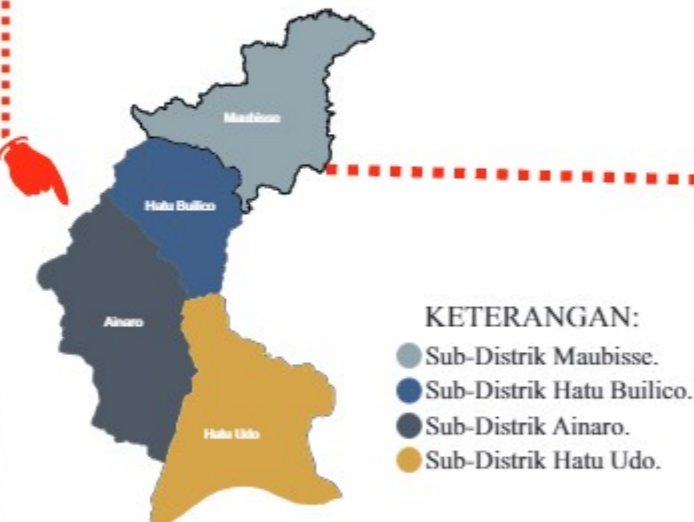 Maubisse
Hatu Builico
Ainaro
Hatu Udo
KETERANGAN:
Sub-Distrik Maubisse.
Sub-Distrik Hatu Builico.
Sub-Distrik Ainaro.
Sub-Distrik Hatu Udo.